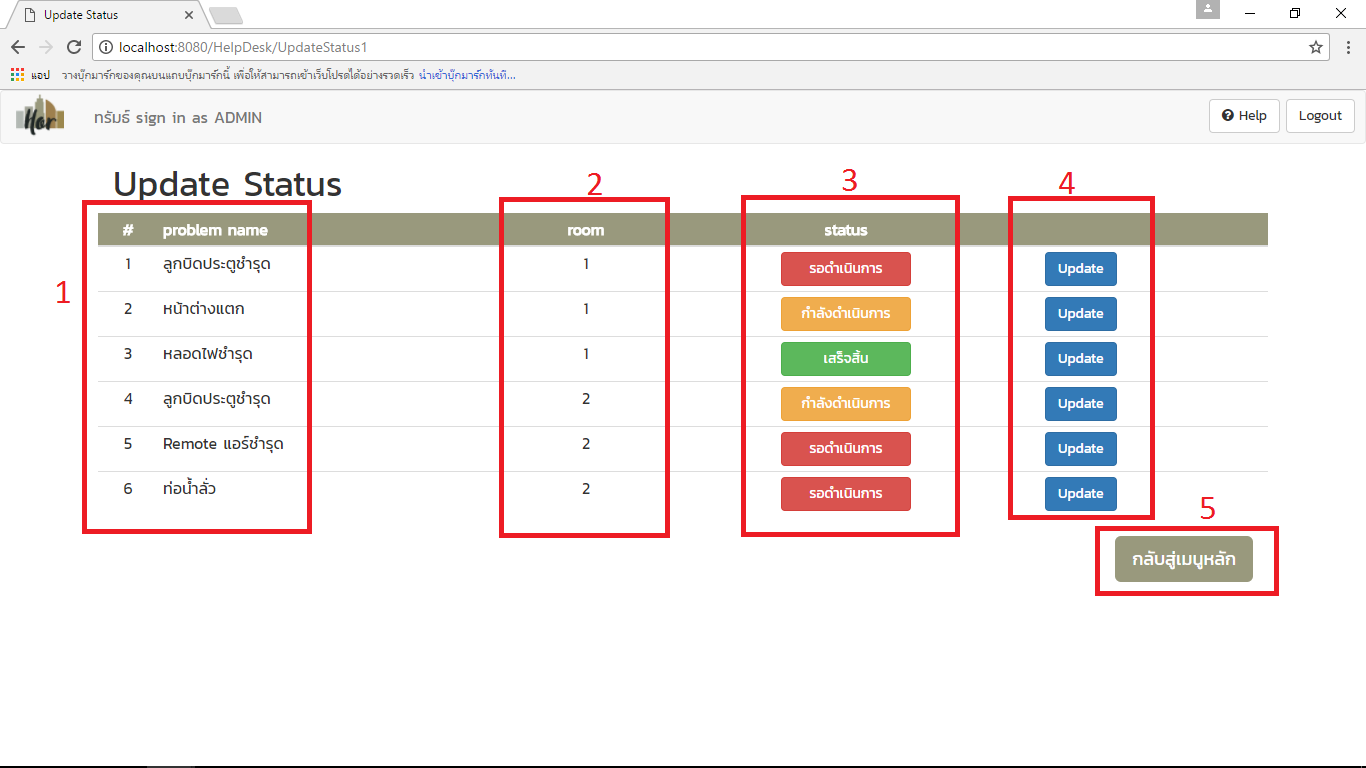 Update Status
localhost:8080/HelpDesk/UpdateStatus1
แอป วางบุ๊กมาร์กของคุณบนแถบบุ๊กมาร์กนี้ เพื่อให้สามารถเข้าเว็บโปรดได้อย่างรวดเร็ว นำเข้าบุ๊กมาร์กทันที...
Hor ทรัมธ์ sign in as ADMIN Help Logout
Update Status
1 2 3 4
# problem name room status
1 ลูกบิดประตูชำรุด 1 รอดำเนินการ Update
2 หน้าต่างแตก 1 กำลังดำเนินการ Update
3 หลอดไฟชำรุด 1 เสร็จสิ้น Update
4 ลูกบิดประตูชำรุด 2 กำลังดำเนินการ Update
5 Remote แอร์ชำรุด 2 รอดำเนินการ Update
6 ท่อน้ำลั่ว 2 รอดำเนินการ Update
5
กลับสู่เมนูหลัก